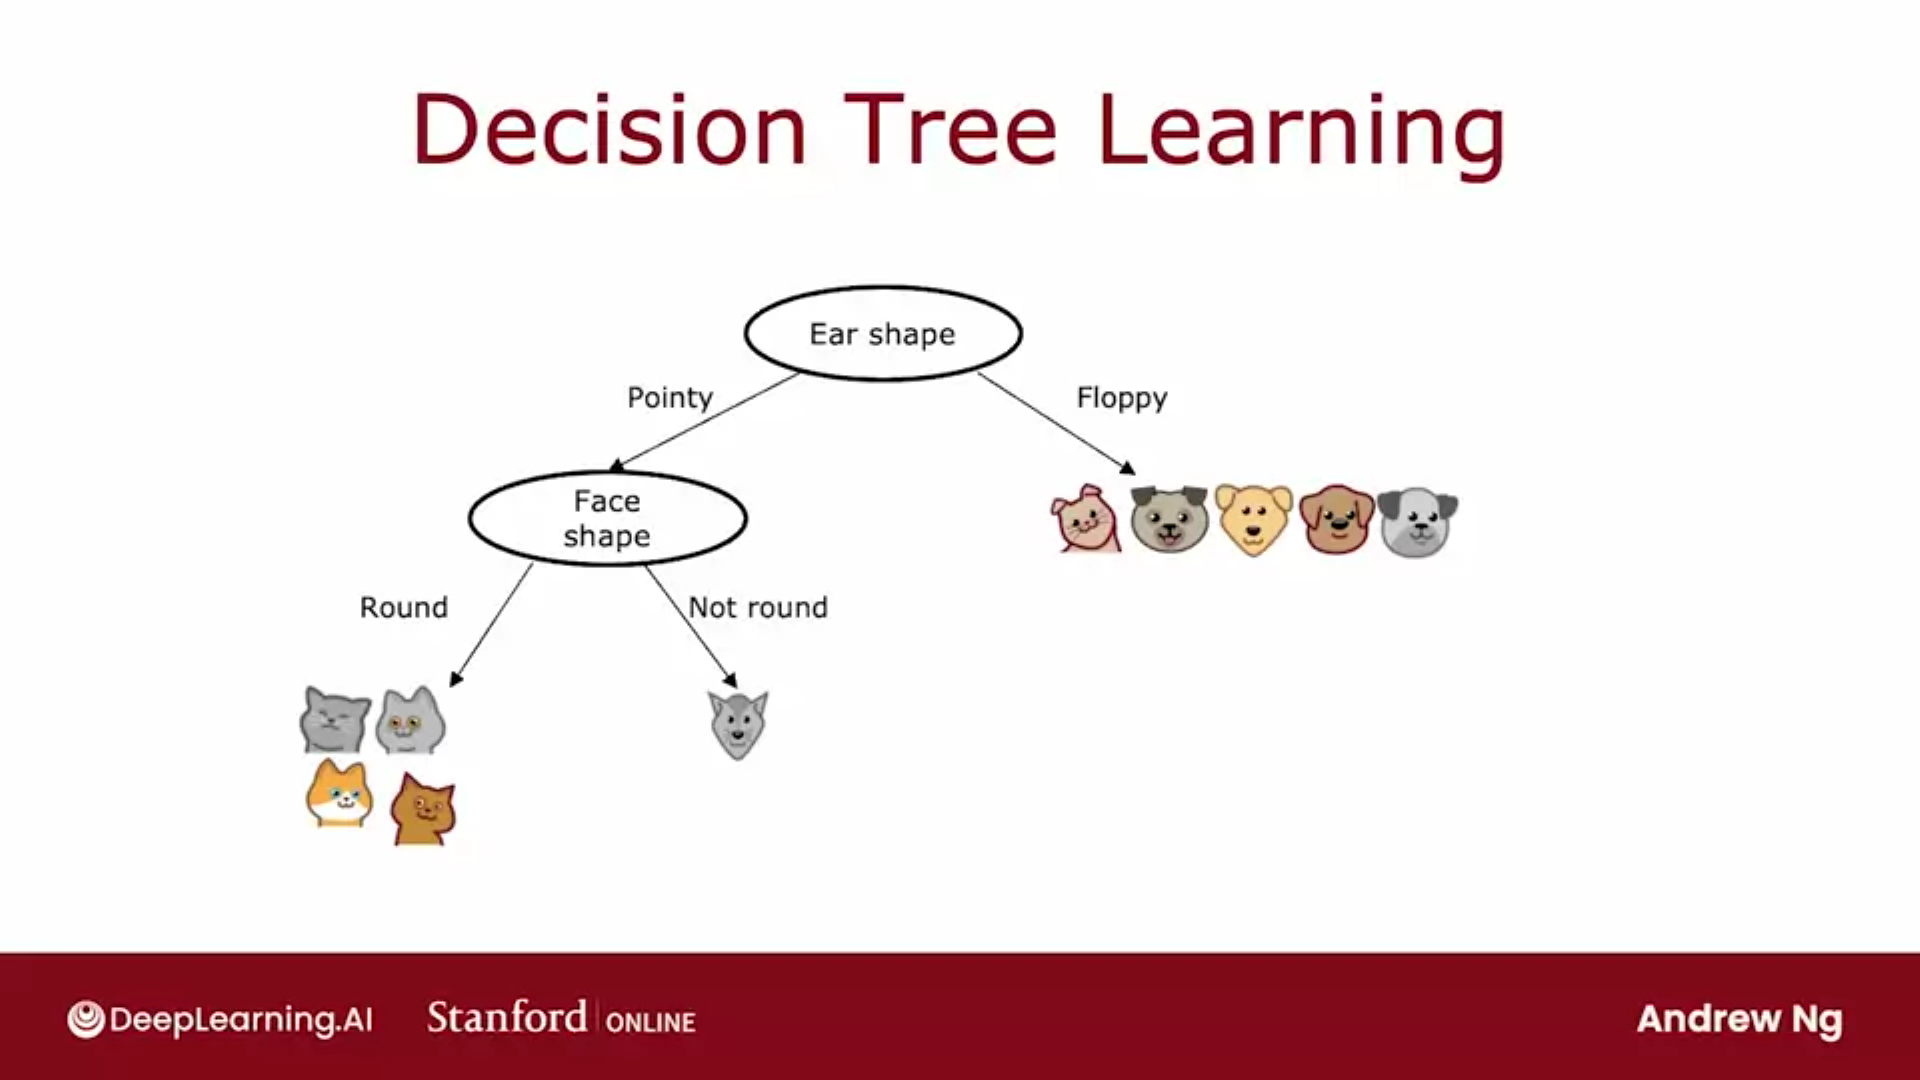 Decision Tree Learning
Ear shape
Pointy
Floppy
Face
shape
Round
Not round
DeepLearning.AI
Stanford | ONLINE
Andrew Ng